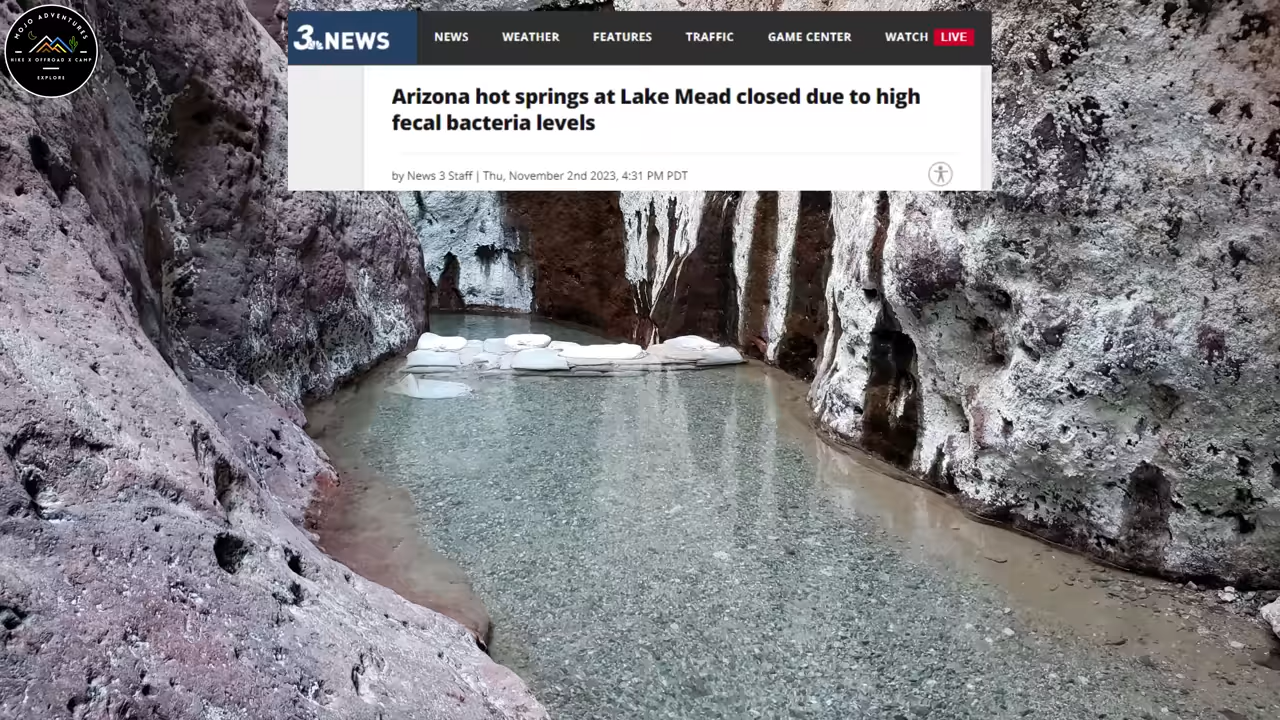 MOJO ADVENTURES
HIKE X OFFROAD X CAMP
EXPLORE
3 NEWS
NEWS WEATHER FEATURES TRAFFIC GAME CENTER WATCH LIVE
Arizona hot springs at Lake Mead closed due to high
fecal bacteria levels
by News 3 Staff | Thu, November 2nd 2023, 4:31 PM PDT